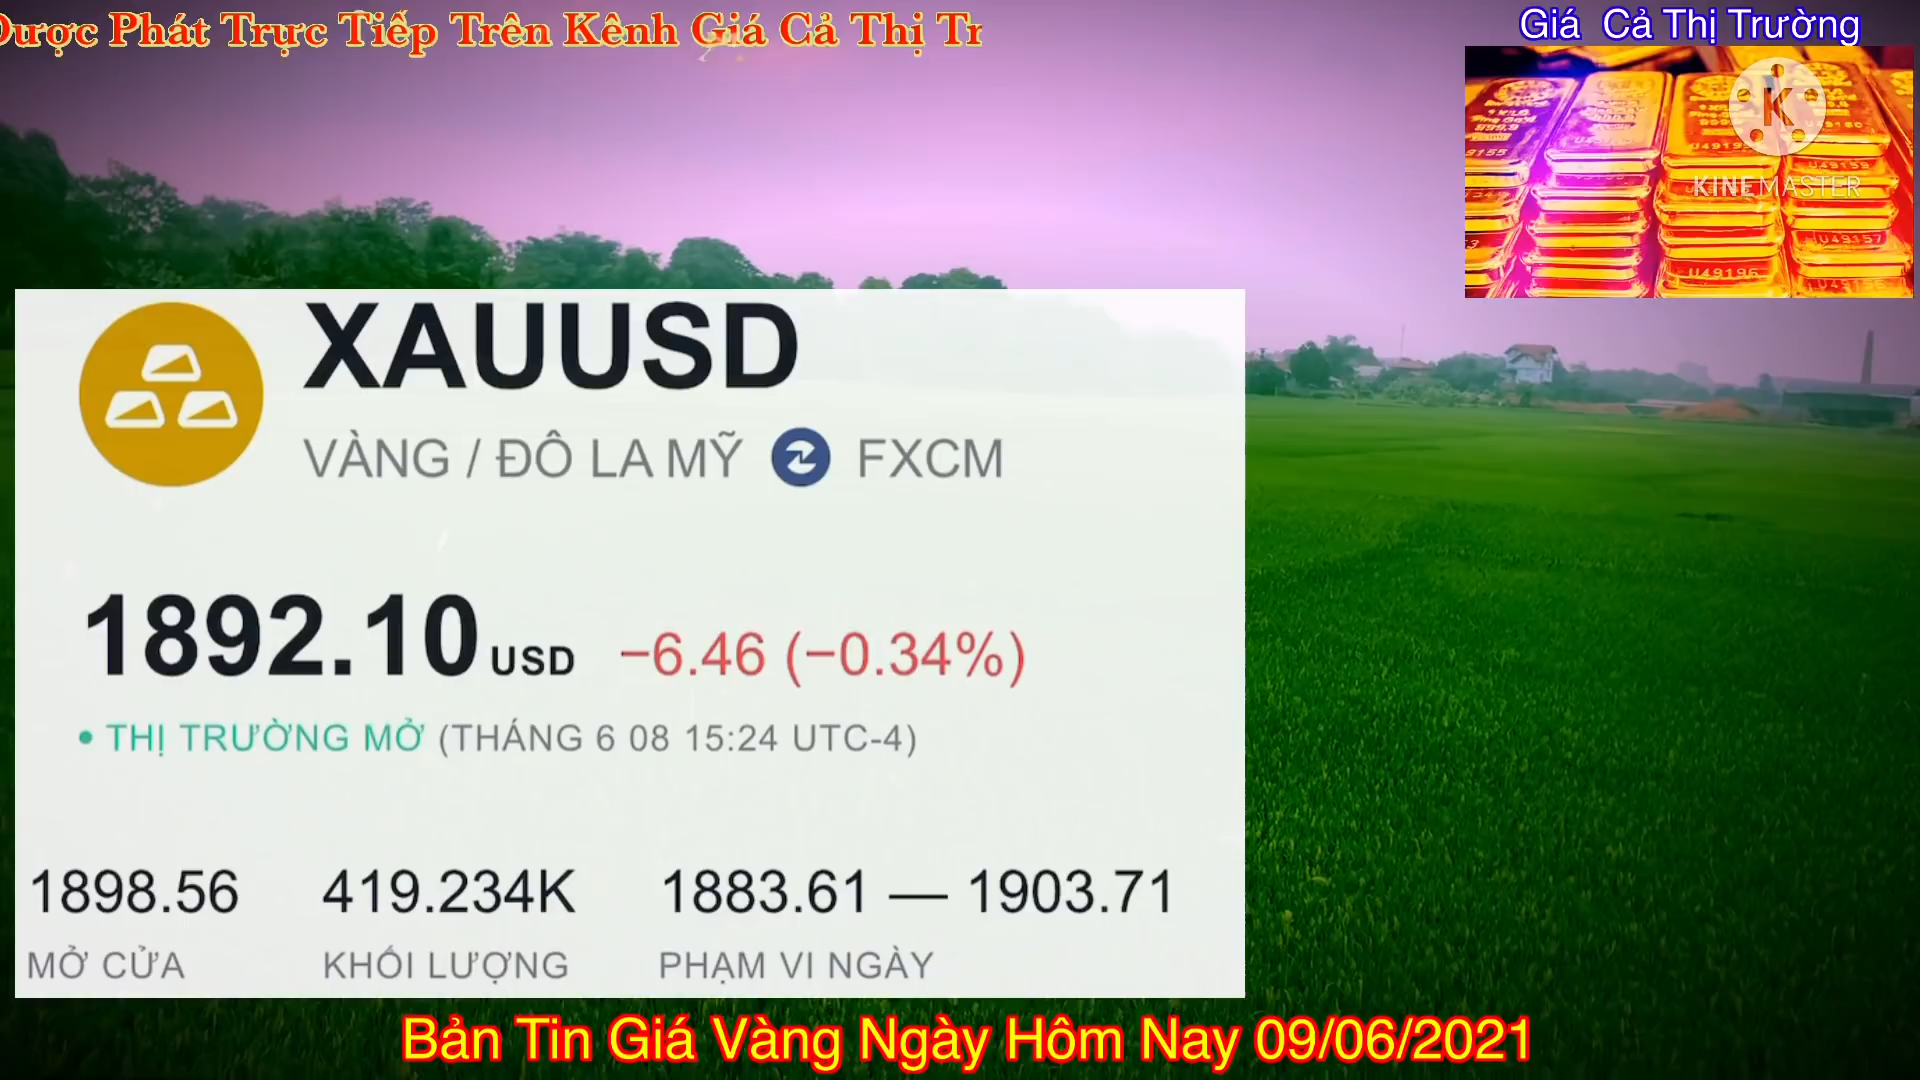 Được Phát Trực Tiếp Trên Kênh Giá Cả Thị Tr
Giá Cả Thị Trường
KINEMASTER
XAUUSD
VÀNG / ĐÔ LA MỸ FXCM
1892.10 USD −6.46 (−0.34%)
• THỊ TRƯỜNG MỞ (THÁNG 6 08 15:24 UTC-4)
1898.56 419.234K 1883.61 — 1903.71
MỞ CỬA KHỐI LƯỢNG PHẠM VI NGÀY
Bản Tin Giá Vàng Ngày Hôm Nay 09/06/2021